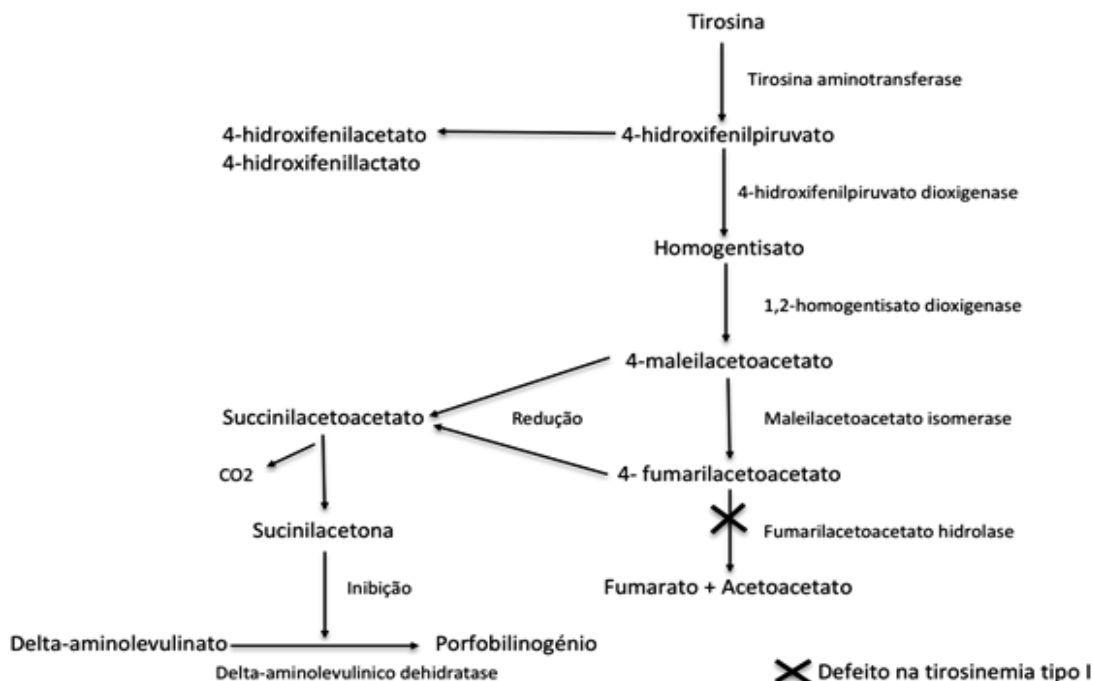 Tirosina
Tirosina aminotransferase
4-hidroxifenilacetato
4-hidroxifenilpiruvato
4-hidroxifenillactato
4-hidroxifenilpiruvato dioxigenase
Homogentisato
1,2-homogentisato dioxigenase
4-maleilacetoacetato
Succinilacetoacetato
Redução
Maleilacetoacetato isomerase
CO2
4- fumarilacetoacetato
Sucinilacetona
Fumarilacetoacetato hidrolase
Inibição
Fumarato + Acetoacetato
Delta-aminolevulinato
Porfobilinogénio
Delta-aminolevulinico dehidratase
Defeito na tirosinemia tipo I